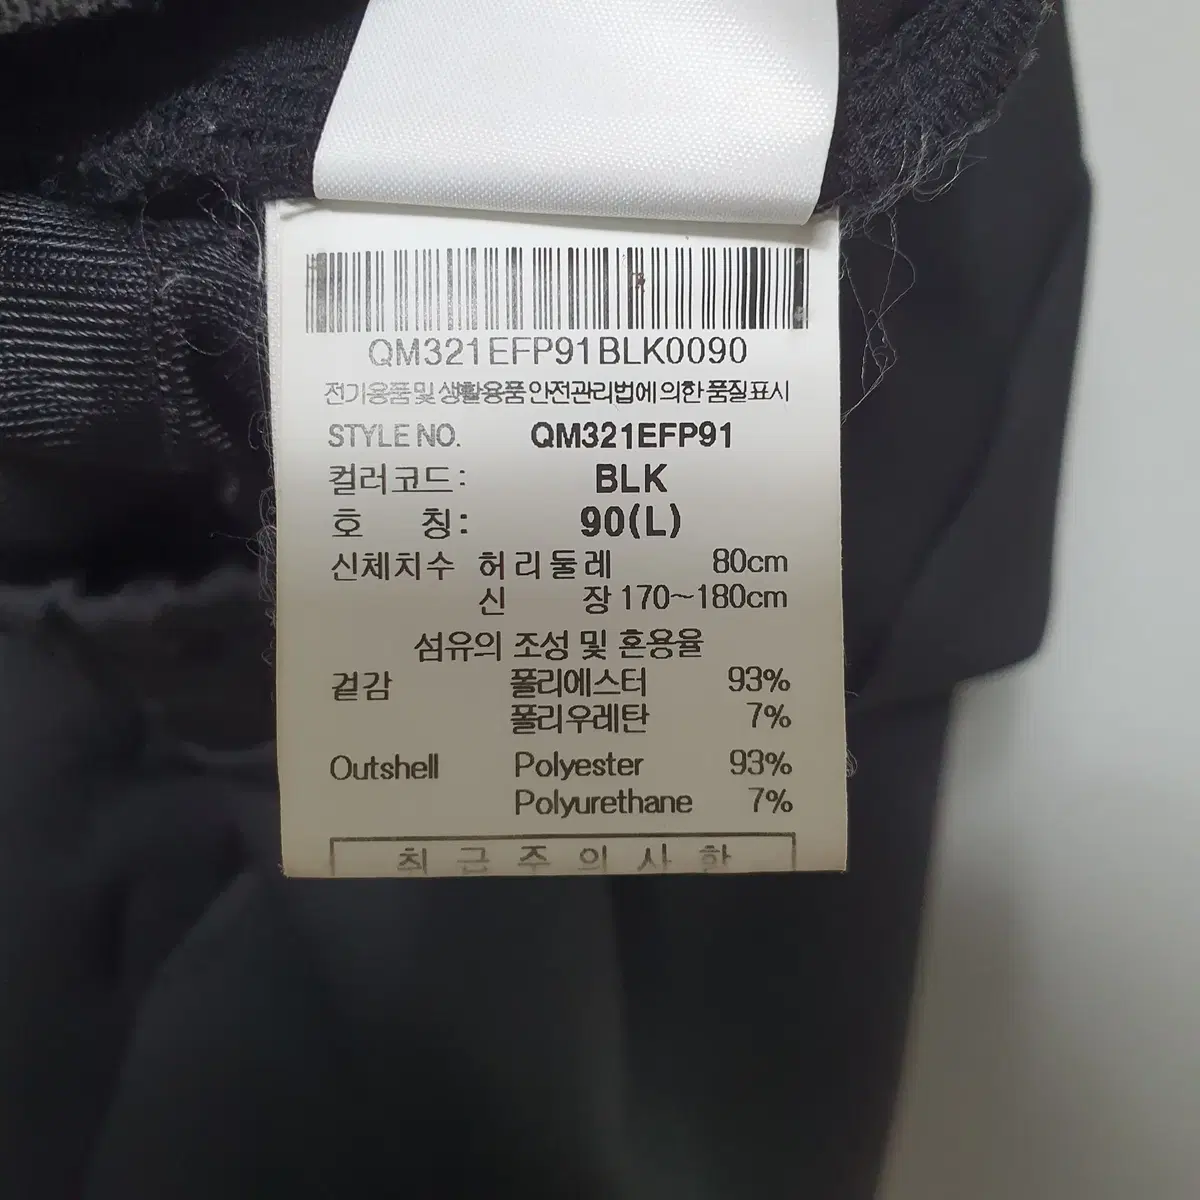 QM321EFP91BLK0090
전기용품 및 생활용품 안전관리법에 의한 품질표시
STYLE NO. QM321EFP91
컬러코드: BLK
호 칭: 90(L)
신체치수 허리둘레 80cm
신 장 170~180cm
섬유의 조성 및 혼용율
겉감 폴리에스터 93%
폴리우레탄 7%
Outshell Polyester 93%
Polyurethane 7%
취급주의사항